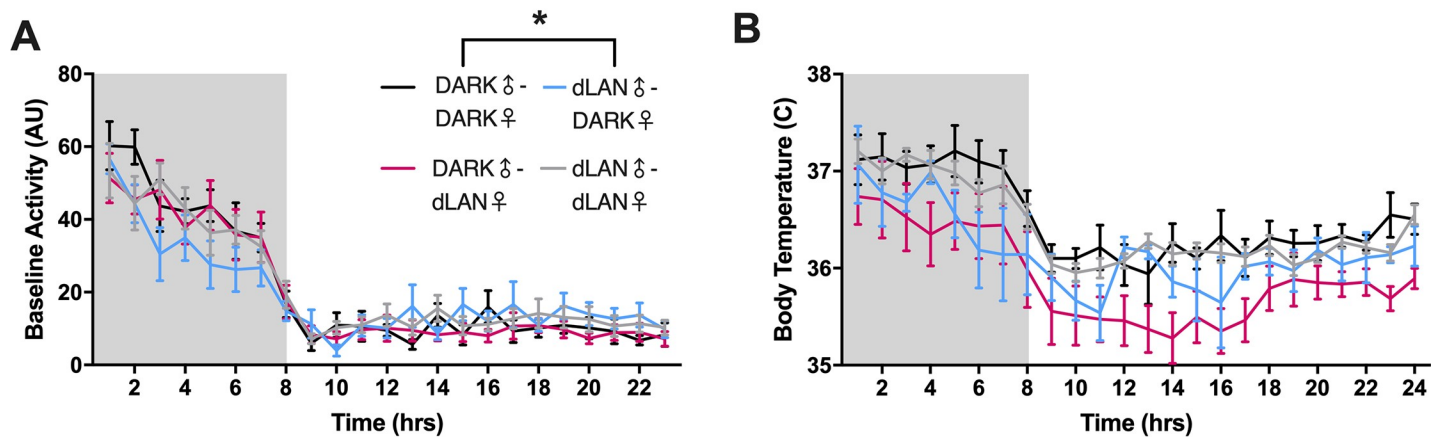 A
B
*
DARK♂- dLAN♂-
DARK♀ DARK♀
DARK♂- dLAN♂-
dLAN♀ dLAN♀
Baseline Activity (AU)
80
60
40
20
0
2 4 6 8 10 12 14 16 18 20 22
Time (hrs)
Body Temperature (C)
38
37
36
35
2 4 6 8 10 12 14 16 18 20 22 24
Time (hrs)